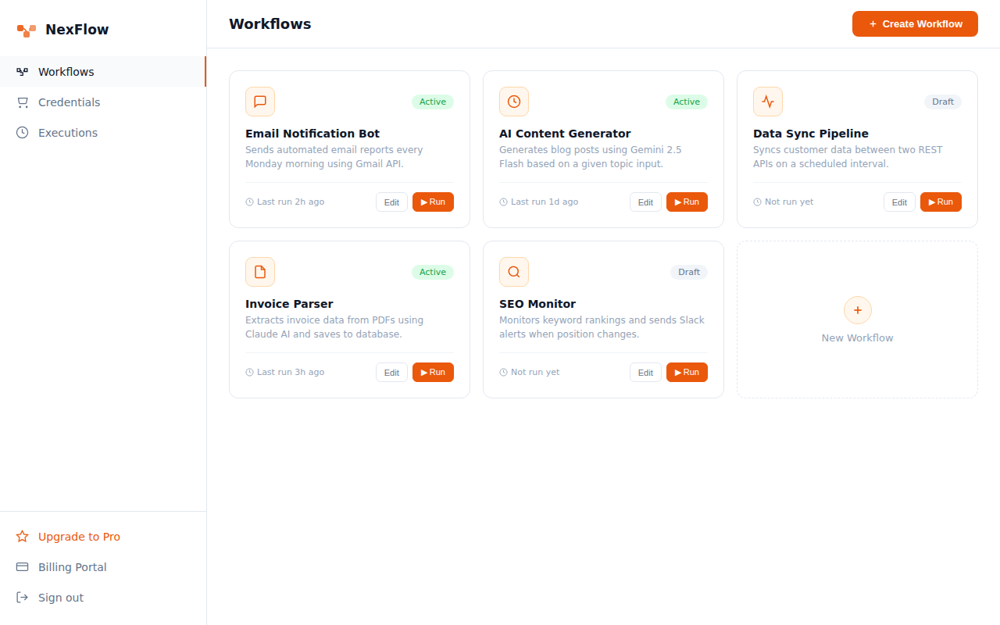 NexFlow
Workflows
Credentials
Executions
Upgrade to Pro
Billing Portal
Sign out
Workflows
+ Create Workflow
Active
Email Notification Bot
Sends automated email reports every
Monday morning using Gmail API.
Last run 2h ago
Edit
▶ Run
Active
AI Content Generator
Generates blog posts using Gemini 2.5
Flash based on a given topic input.
Last run 1d ago
Edit
▶ Run
Draft
Data Sync Pipeline
Syncs customer data between two REST
APIs on a scheduled interval.
Not run yet
Edit
▶ Run
Active
Invoice Parser
Extracts invoice data from PDFs using
Claude AI and saves to database.
Last run 3h ago
Edit
▶ Run
Draft
SEO Monitor
Monitors keyword rankings and sends Slack
alerts when position changes.
Not run yet
Edit
▶ Run
+
New Workflow